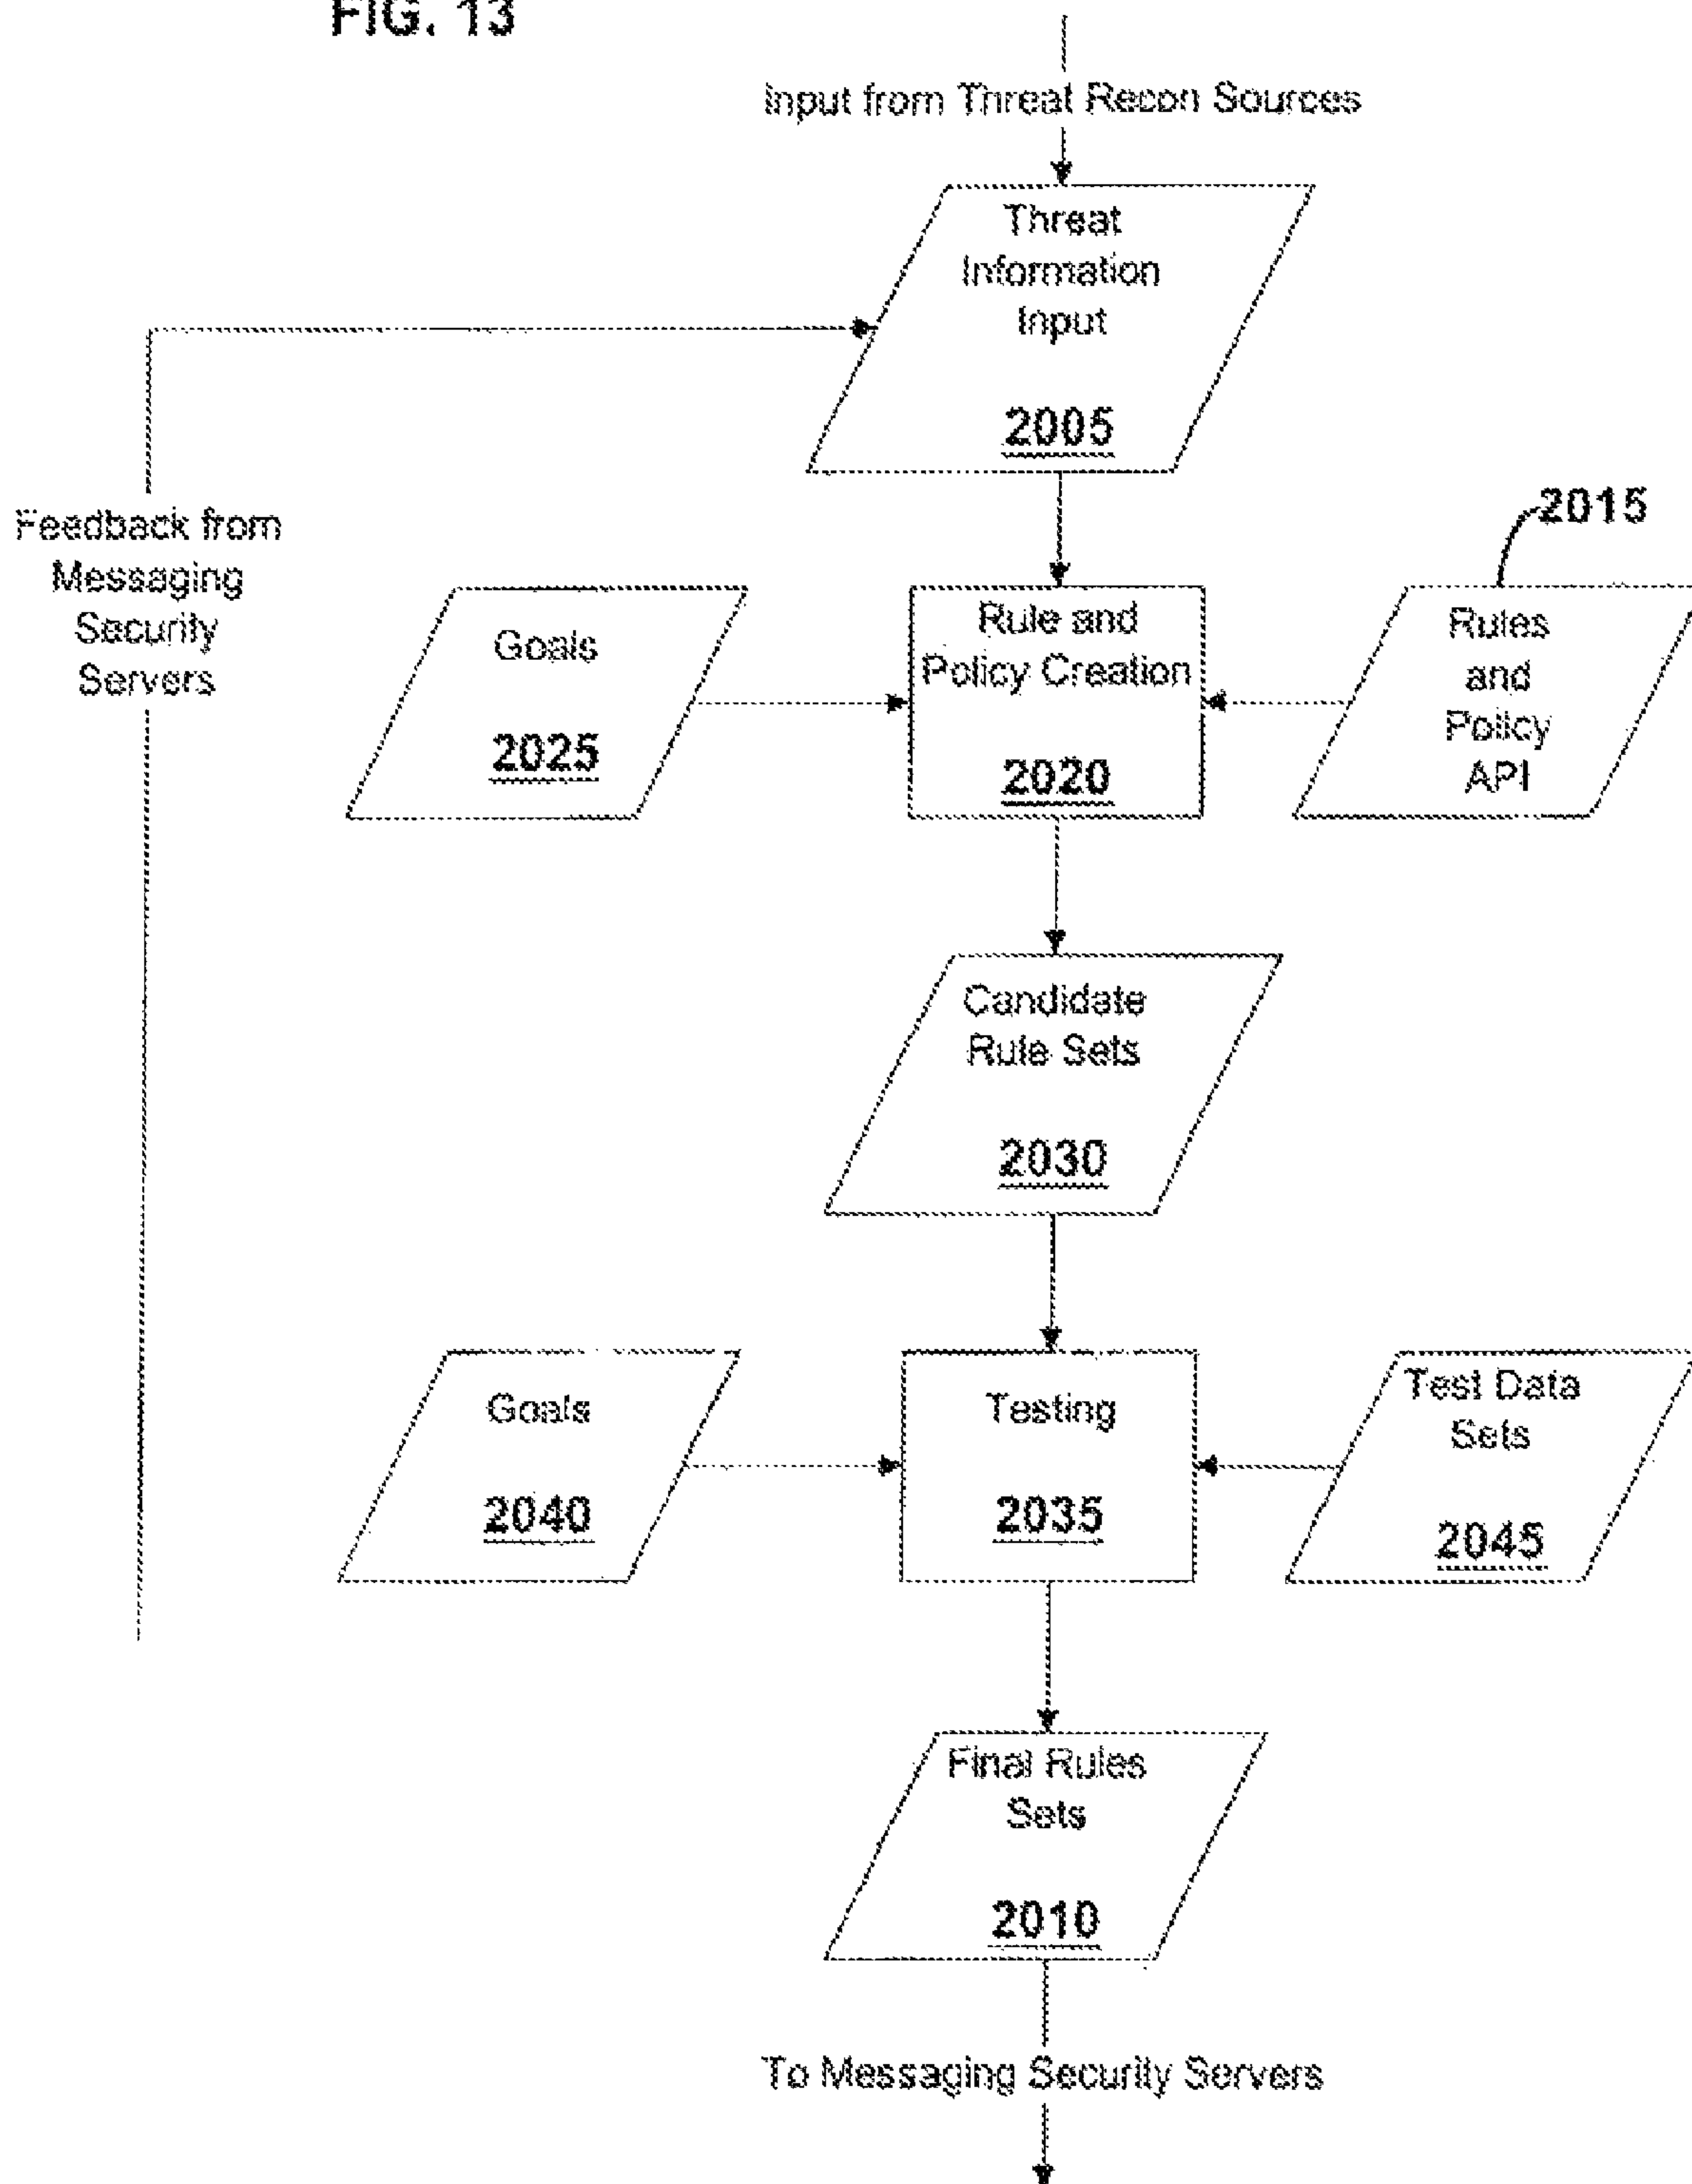 FIG. 13
Input from Threat Recon Sources
Threat
Information
Input
2005
Feedback from
Messaging
Security
Servers
Goals
2025
Rule and
Policy Creation
2020
2015
Rules
and
Policy
API
Candidate
Rule Sets
2030
Goals
2040
Testing
2035
Test Data
Sets
2045
Final Rules
Sets
2010
To Messaging Security Servers